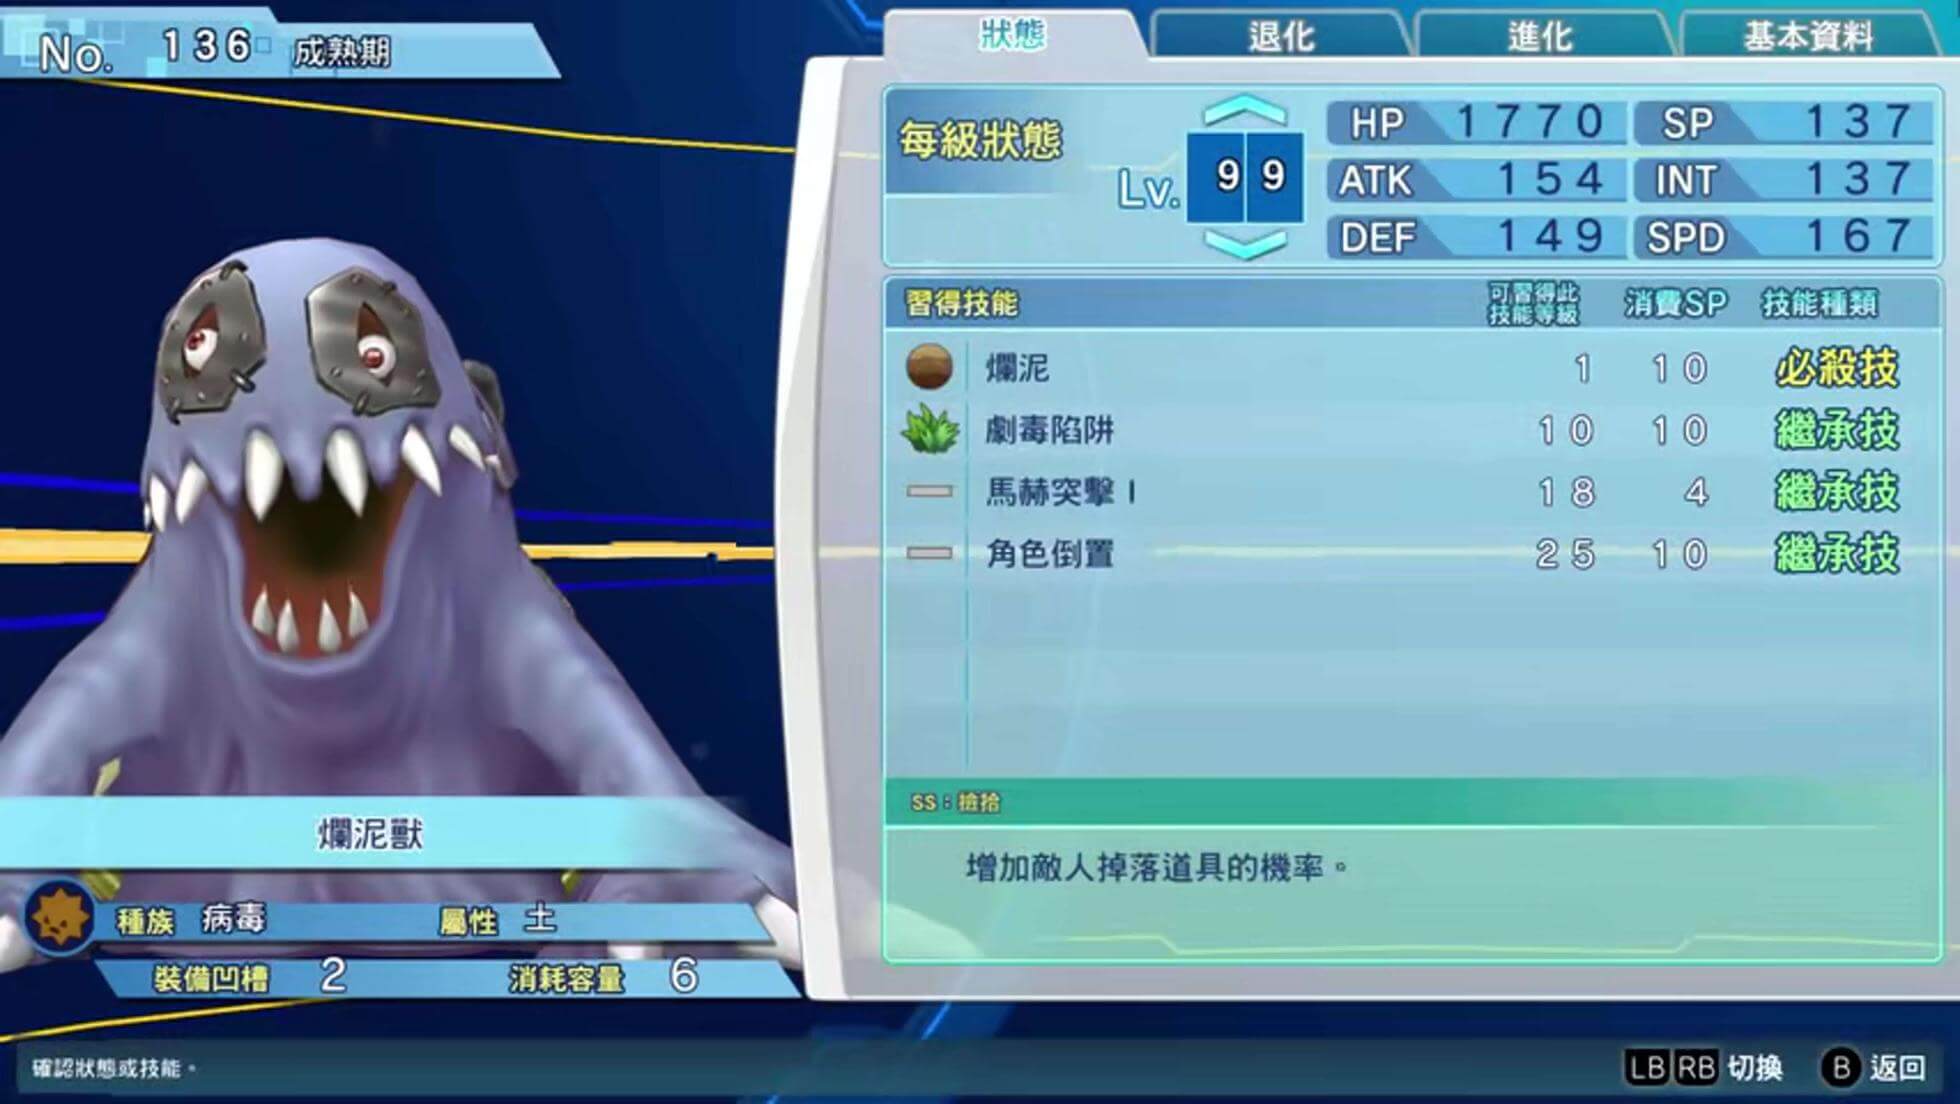 No. 136 成熟期
狀態 退化 進化 基本資料
每級狀態
Lv. 99
HP 1770 SP 137
ATK 154 INT 137
DEF 149 SPD 167
習得技能 可習得此技能等級 消費SP 技能種類
爛泥 1 10 必殺技
劇毒陷阱 10 10 繼承技
馬赫突擊 I 18 4 繼承技
角色倒置 25 10 繼承技
SS：撿拾
增加敵人掉落道具的機率。
爛泥獸
種族 病毒 屬性 土
裝備凹槽 2 消耗容量 6
確認狀態或技能。
LB RB 切換 B 返回